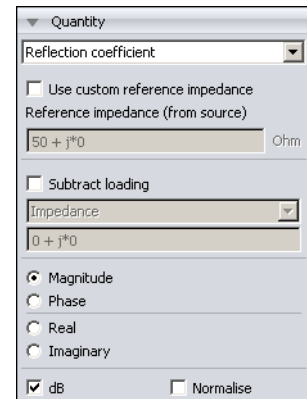 Quantity
Reflection coefficient
Use custom reference impedance
Reference impedance (from source)
50 + j*0 Ohm
Subtract loading
Impedance
0 + j*0
Magnitude
Phase
Real
Imaginary
dB Normalise